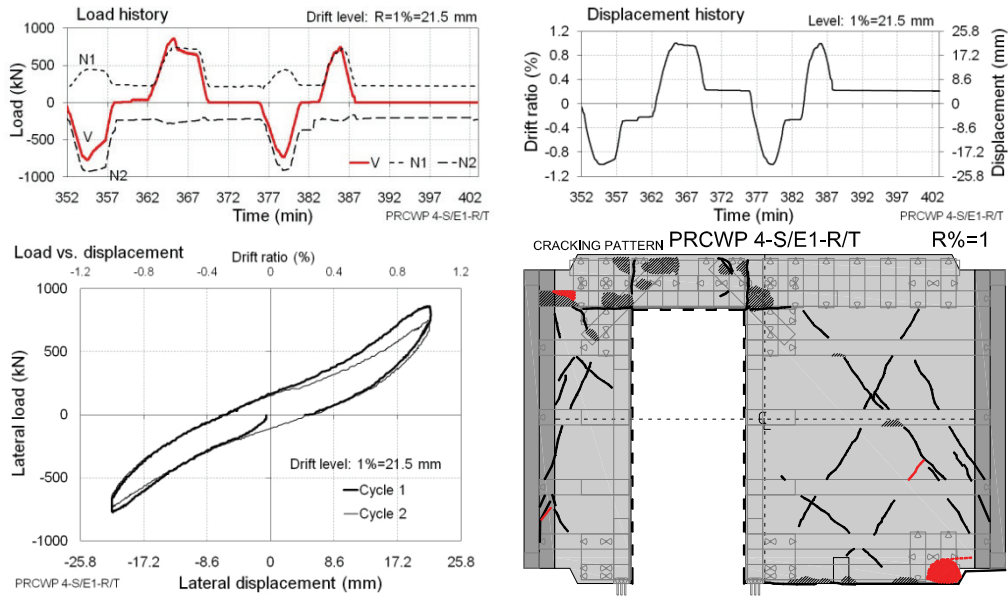 Load history
Drift level: R=1%=21.5 mm
1000
500
0
-500
-1000
Load (kN)
N1
V
N2
V N1 N2
352 357 362 367 372 377 382 387 392 397 402
Time (min)
PRCWP 4-S/E1-R/T
Displacement history
Level: 1%=21.5 mm
1.2
0.8
0.4
0
-0.4
-0.8
-1.2
Drift ratio (%)
25.8
17.2
8.6
0
-8.6
-17.2
-25.8
Displacement (mm)
352 357 362 367 372 377 382 387 392 397 402
Time (min)
PRCWP 4-S/E1-R/T
Load vs. displacement
Drift ratio (%)
-1.2 -0.8 -0.4 0 0.4 0.8 1.2
1000
500
0
-500
-1000
Lateral load (kN)
Drift level: 1%=21.5 mm
Cycle 1
Cycle 2
-25.8 -17.2 -8.6 0 8.6 17.2 25.8
PRCWP 4-S/E1-R/T
Lateral displacement (mm)
CRACKING PATTERN PRCWP 4-S/E1-R/T R%=1